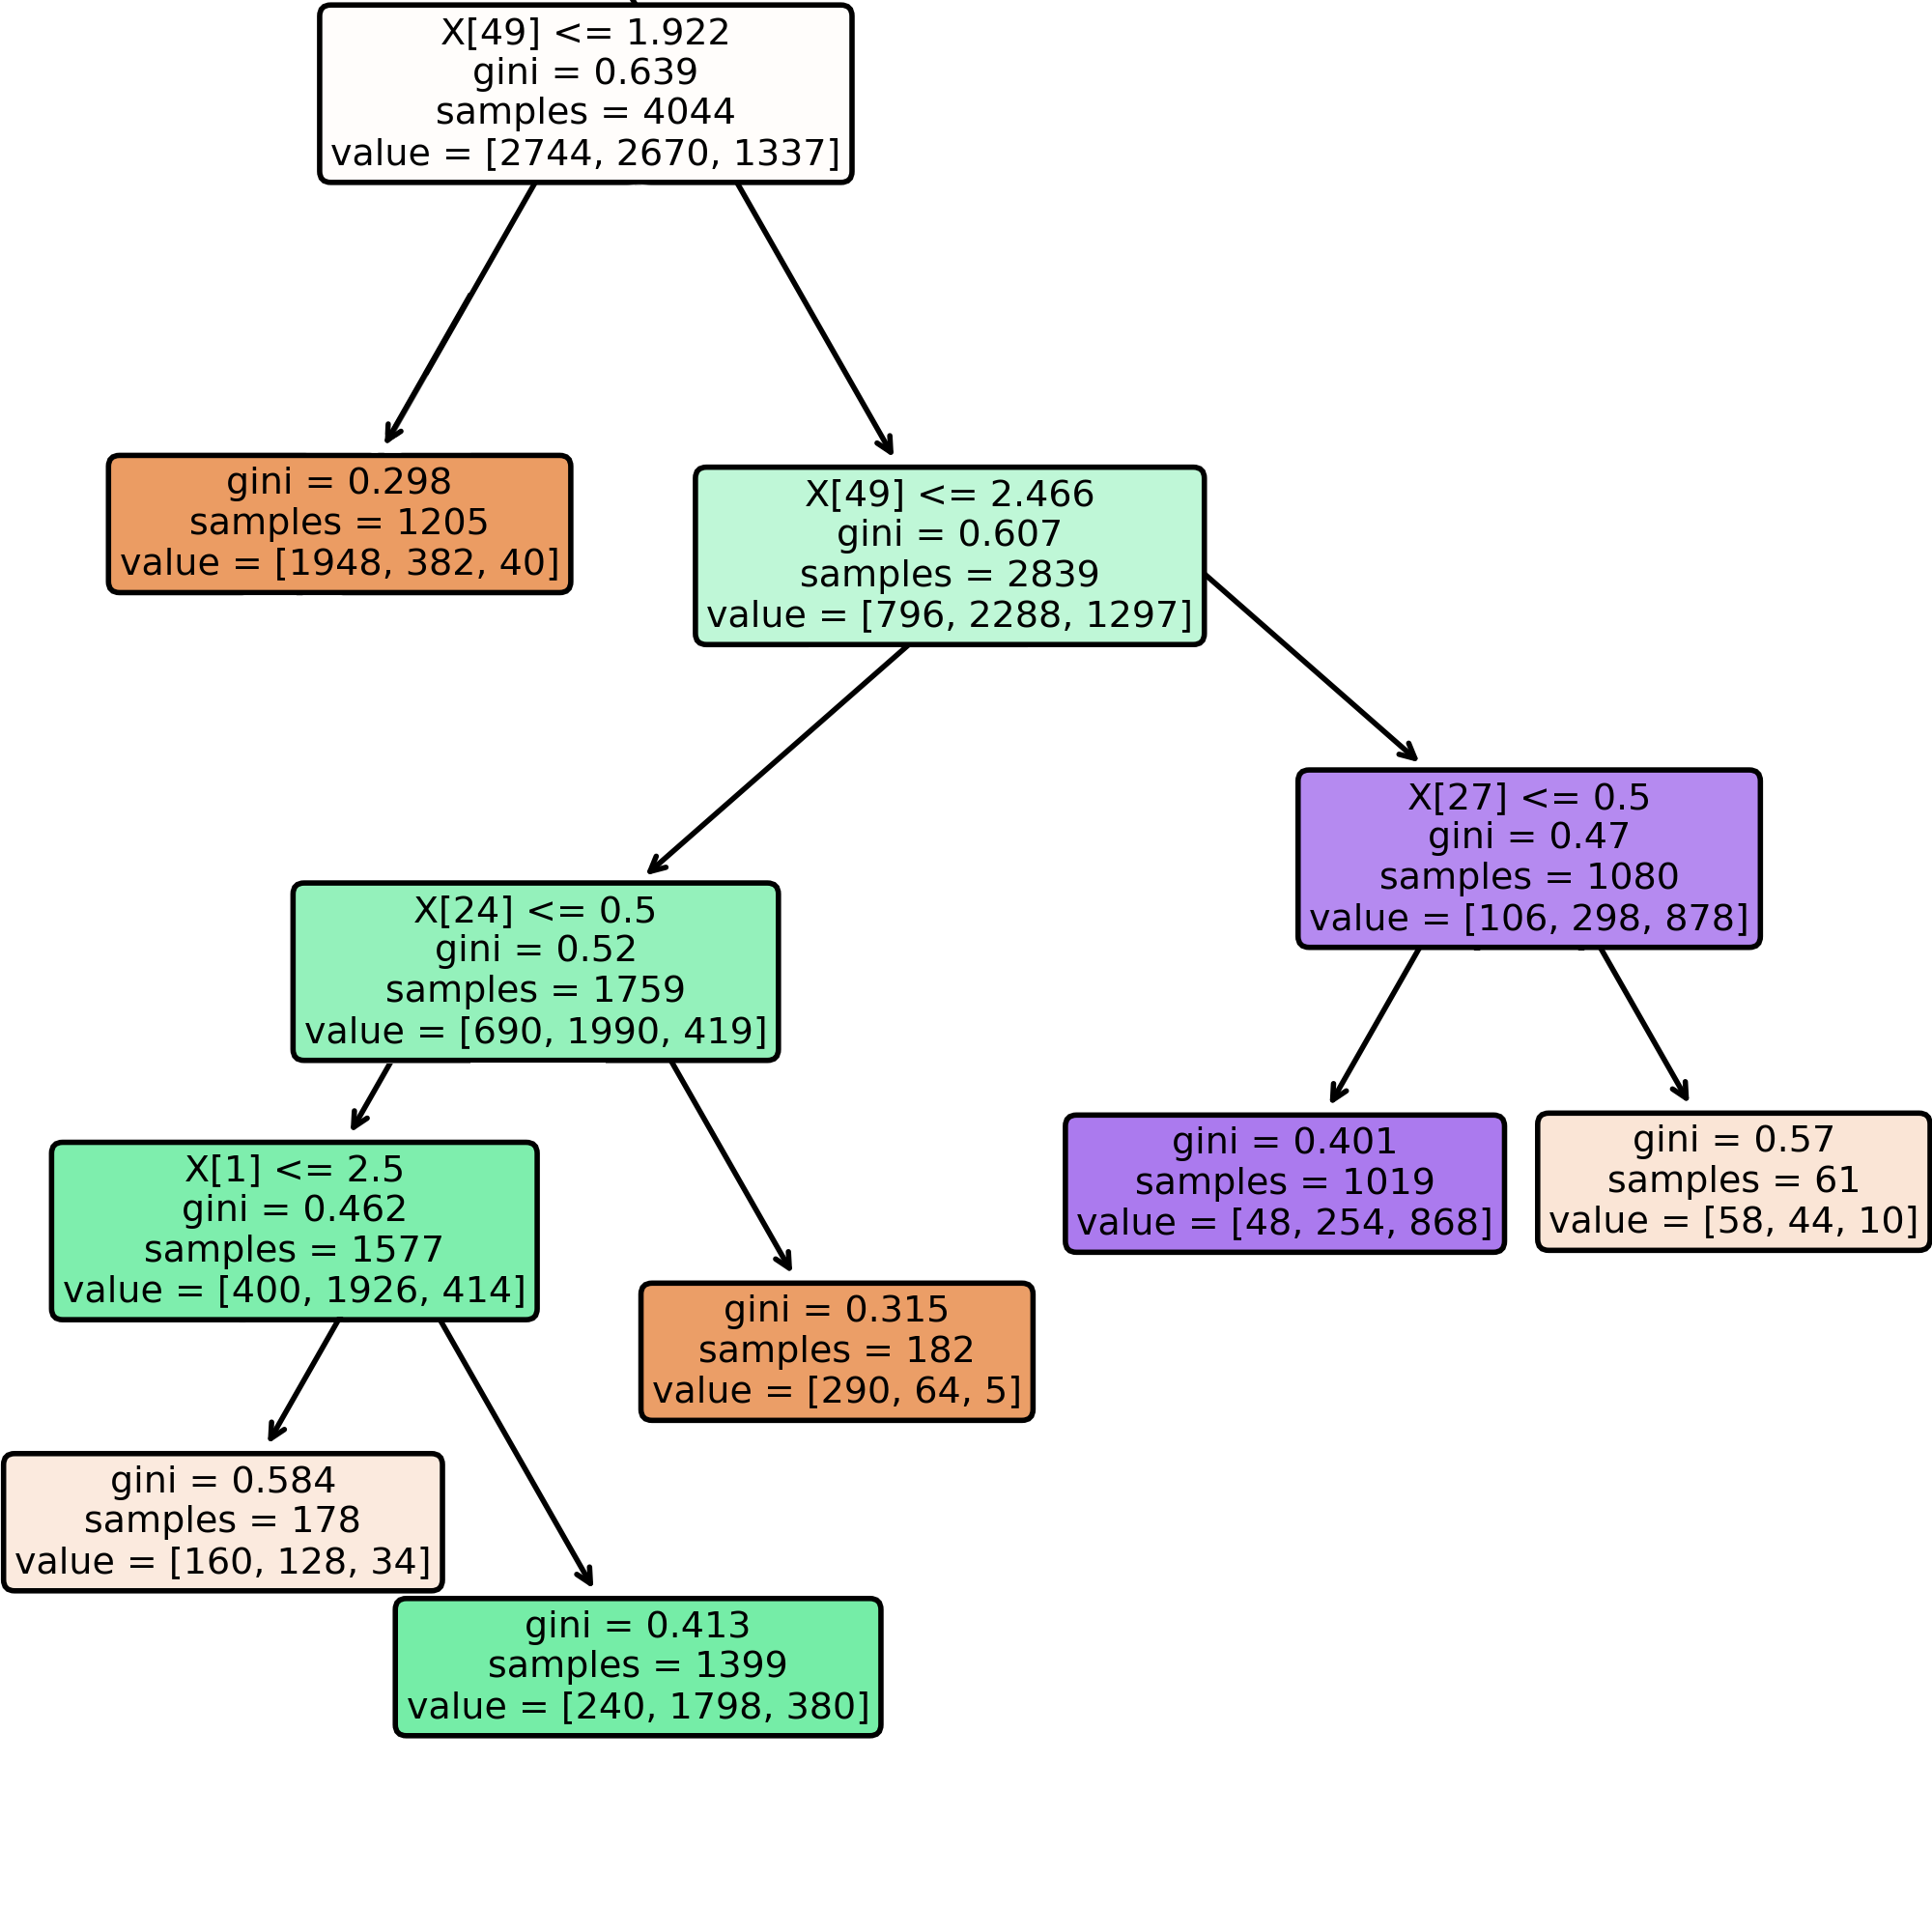 X[49] <= 1.922
gini = 0.639
samples = 4044
value = [2744, 2670, 1337]
gini = 0.298
samples = 1205
value = [1948, 382, 40]
X[49] <= 2.466
gini = 0.607
samples = 2839
value = [796, 2288, 1297]
X[27] <= 0.5
gini = 0.47
samples = 1080
value = [106, 298, 878]
X[24] <= 0.5
gini = 0.52
samples = 1759
value = [690, 1990, 419]
gini = 0.401
samples = 1019
value = [48, 254, 868]
gini = 0.57
samples = 61
value = [58, 44, 10]
X[1] <= 2.5
gini = 0.462
samples = 1577
value = [400, 1926, 414]
gini = 0.315
samples = 182
value = [290, 64, 5]
gini = 0.584
samples = 178
value = [160, 128, 34]
gini = 0.413
samples = 1399
value = [240, 1798, 380]